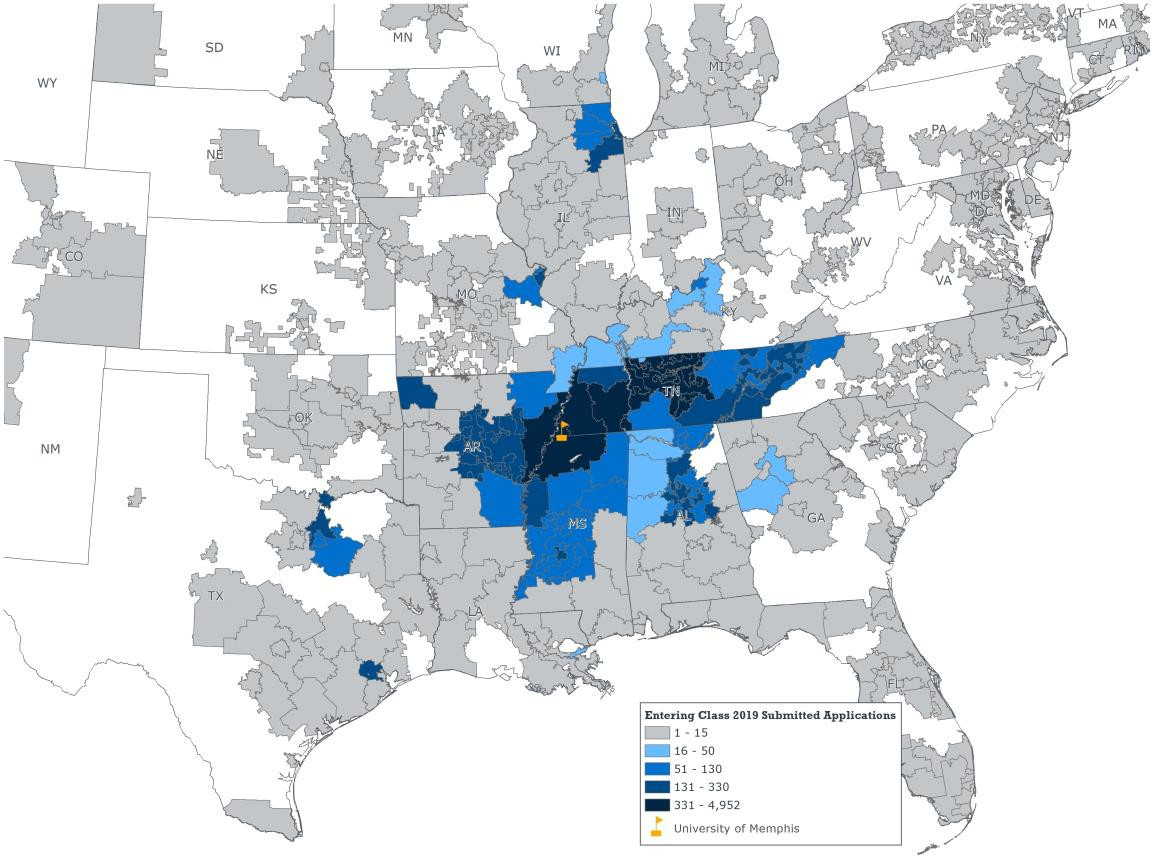 VT
MA
SD
MN
WI
NY
CT
RI
WY
MI
IA
PA
NJ
NE
OH
MD
DE
IN
DC
IL
WV
CO
VA
KS
MO
KY
NC
TN
OK
NM
AR
SC
MS
AL
GA
TX
LA
FL
Entering Class 2019 Submitted Applications
1 - 15
16 - 50
51 - 130
131 - 330
331 - 4,952
University of Memphis